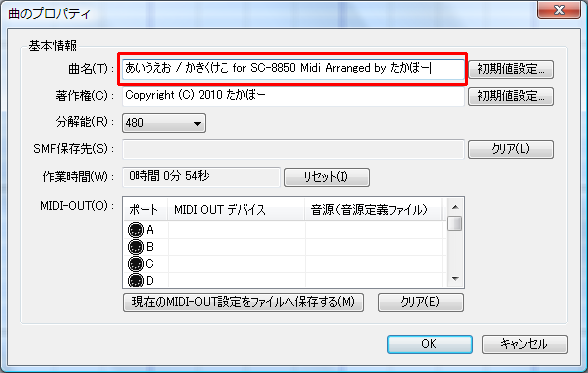 曲のプロパティ
基本情報
曲名(T): あいうえお / かきくけこ for SC-8850 Midi Arranged by たかぼー 初期値設定...
著作権(C): Copyright (C) 2010 たかぼー 初期値設定...
分解能(R): 480
SMF保存先(S): クリア(L)
作業時間(W): 0時間 0分 54秒 リセット(I)
MIDI-OUT(O): ポート MIDI OUT デバイス 音源(音源定義ファイル)
A
B
C
D
現在のMIDI-OUT設定をファイルへ保存する(M) クリア(E)
OK キャンセル